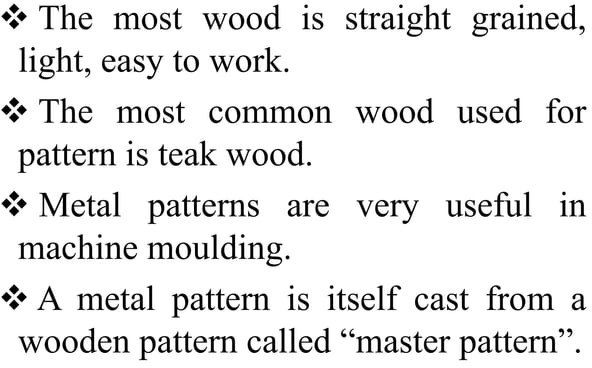 ❖ The most wood is straight grained,
light, easy to work.
❖ The most common wood used for
pattern is teak wood.
❖ Metal patterns are very useful in
machine moulding.
❖ A metal pattern is itself cast from a
wooden pattern called “master pattern”.